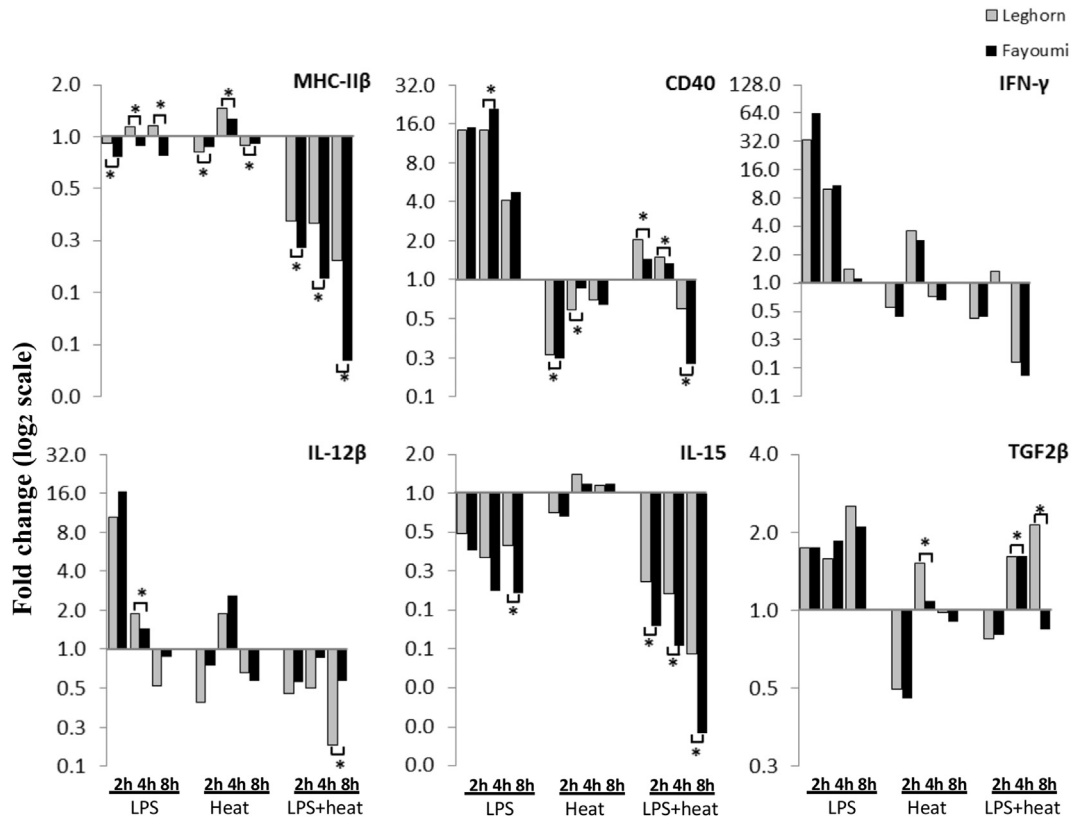 Leghorn
Fayoumi
Fold change (log2 scale)
MHC-IIβ
2.0
1.0
0.5
0.3
0.1
0.1
0.0
* * * * * * * * *
CD40
32.0
16.0
8.0
4.0
2.0
1.0
0.5
0.3
0.1
* * * * * *
IFN-γ
128.0
64.0
32.0
16.0
8.0
4.0
2.0
1.0
0.5
0.3
0.1
IL-12β
32.0
16.0
8.0
4.0
2.0
1.0
0.5
0.3
0.1
* *
2h 4h 8h
LPS Heat LPS+heat
IL-15
2.0
1.0
0.5
0.3
0.1
0.1
0.0
0.0
0.0
* * * *
2h 4h 8h 2h 4h 8h 2h 4h 8h
LPS Heat LPS+heat
TGF2β
4.0
2.0
1.0
0.5
0.3
* * *
2h 4h 8h 2h 4h 8h 2h 4h 8h
LPS Heat LPS+heat